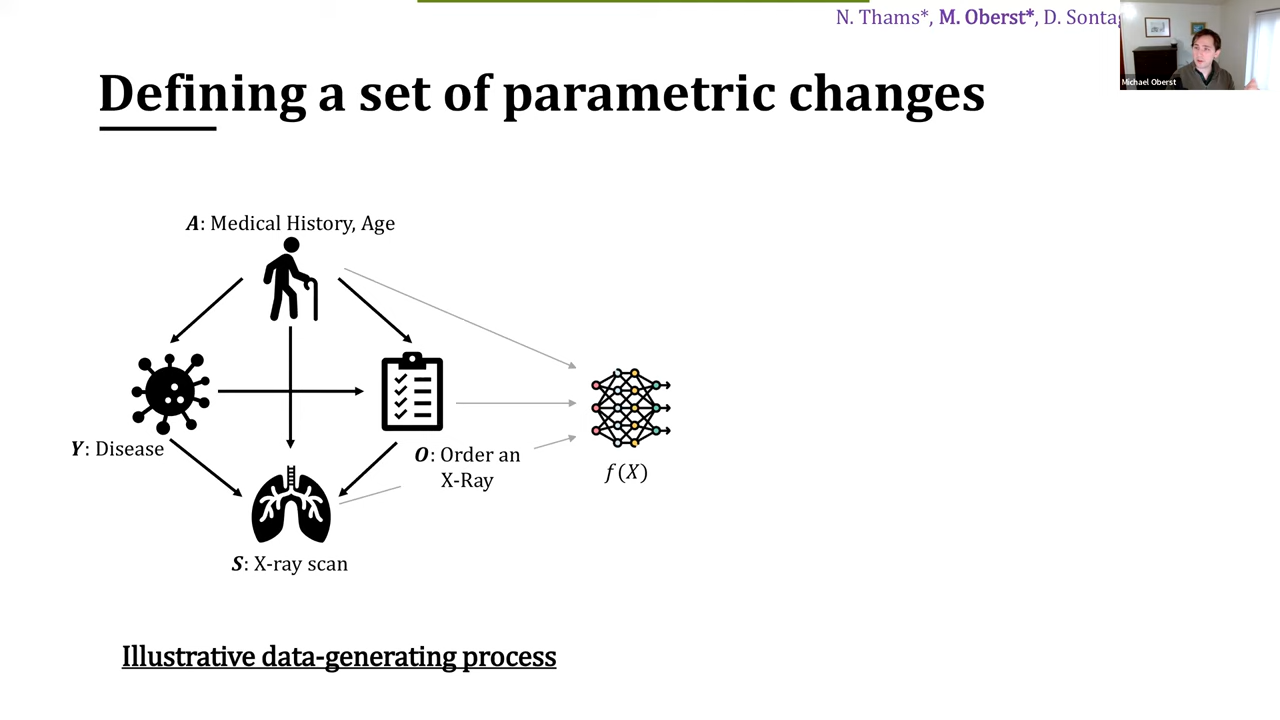 N. Thams*, M. Oberst*, D. Sontag
Michael Oberst
Defining a set of parametric changes
A: Medical History, Age
Y: Disease
O: Order an
X-Ray
f(X)
S: X-ray scan
Illustrative data-generating process